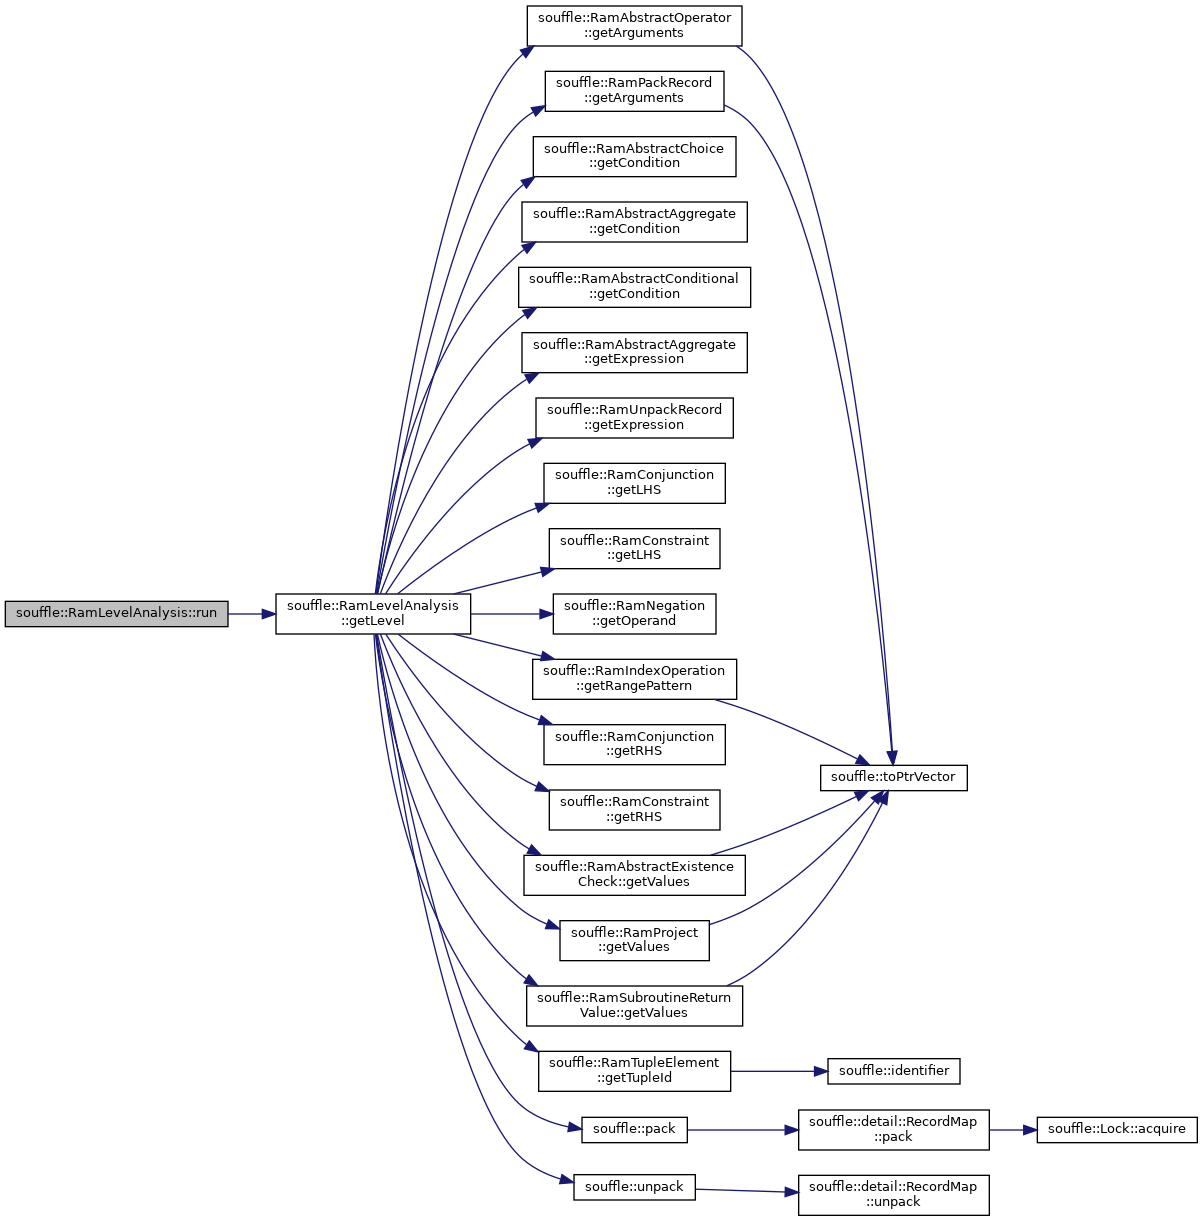 souffle::RamAbstractOperator
::getArguments
souffle::RamPackRecord
::getArguments
souffle::RamAbstractChoice
::getCondition
souffle::RamAbstractAggregate
::getCondition
souffle::RamAbstractConditional
::getCondition
souffle::RamAbstractAggregate
::getExpression
souffle::RamUnpackRecord
::getExpression
souffle::RamConjunction
::getLHS
souffle::RamConstraint
::getLHS
souffle::RamLevelAnalysis::run
souffle::RamLevelAnalysis
::getLevel
souffle::RamNegation
::getOperand
souffle::RamIndexOperation
::getRangePattern
souffle::RamConjunction
::getRHS
souffle::toPtrVector
souffle::RamConstraint
::getRHS
souffle::RamAbstractExistence
Check::getValues
souffle::RamProject
::getValues
souffle::RamSubroutineReturn
Value::getValues
souffle::RamTupleElement
::getTupleId
souffle::identifier
souffle::pack
souffle::detail::RecordMap
::pack
souffle::Lock::acquire
souffle::unpack
souffle::detail::RecordMap
::unpack